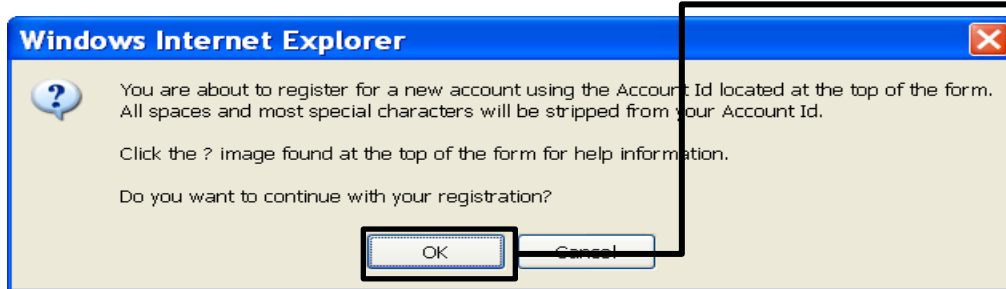 Windows Internet Explorer
You are about to register for a new account using the Account Id located at the top of the form.
All spaces and most special characters will be stripped from your Account Id.
Click the ? image found at the top of the form for help information.
Do you want to continue with your registration?
OK Cancel